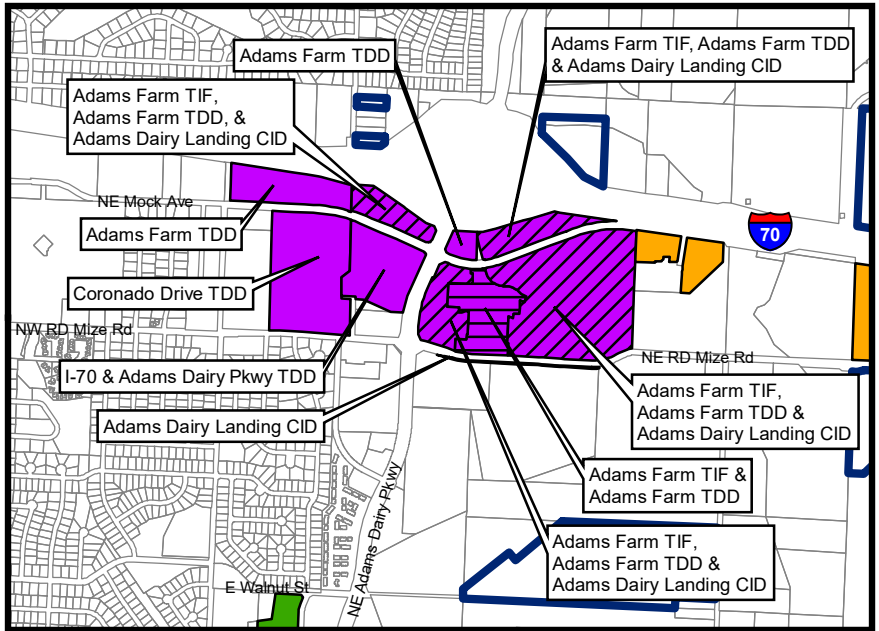 Adams Farm TDD
Adams Farm TIF, Adams Farm TDD
& Adams Dairy Landing CID
Adams Farm TIF,
Adams Farm TDD, &
Adams Dairy Landing CID
NE Mock Ave
Adams Farm TDD
70
Coronado Drive TDD
NW RD Mize Rd
NE RD Mize Rd
I-70 & Adams Dairy Pkwy TDD
Adams Farm TIF,
Adams Farm TDD &
Adams Dairy Landing CID
Adams Dairy Landing CID
Adams Farm TIF &
Adams Farm TDD
NE Adams Dairy Pkwy
Adams Farm TIF,
Adams Farm TDD &
Adams Dairy Landing CID
E Walnut St